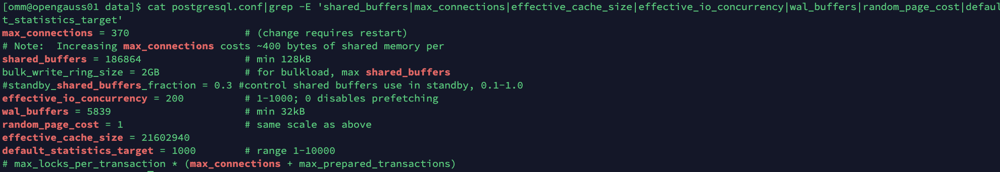 [omm@opengauss01 data]$ cat postgresql.conf|grep -E 'shared_buffers|max_connections|effective_cache_size|effective_io_concurrency|wal_buffers|random_page_cost|defaul
t_statistics_target'
max_connections = 370                   # (change requires restart)
# Note:  Increasing max_connections costs ~400 bytes of shared memory per
shared_buffers = 186864                 # min 128kB
bulk_write_ring_size = 2GB              # for bulkload, max shared_buffers
#standby_shared_buffers_fraction = 0.3 #control shared buffers use in standby, 0.1-1.0
effective_io_concurrency = 200          # 1-1000; 0 disables prefetching
wal_buffers = 5839                      # min 32kB
random_page_cost = 1                    # same scale as above
effective_cache_size = 21602940
default_statistics_target = 1000        # range 1-10000
# max_locks_per_transaction * (max_connections + max_prepared_transactions)